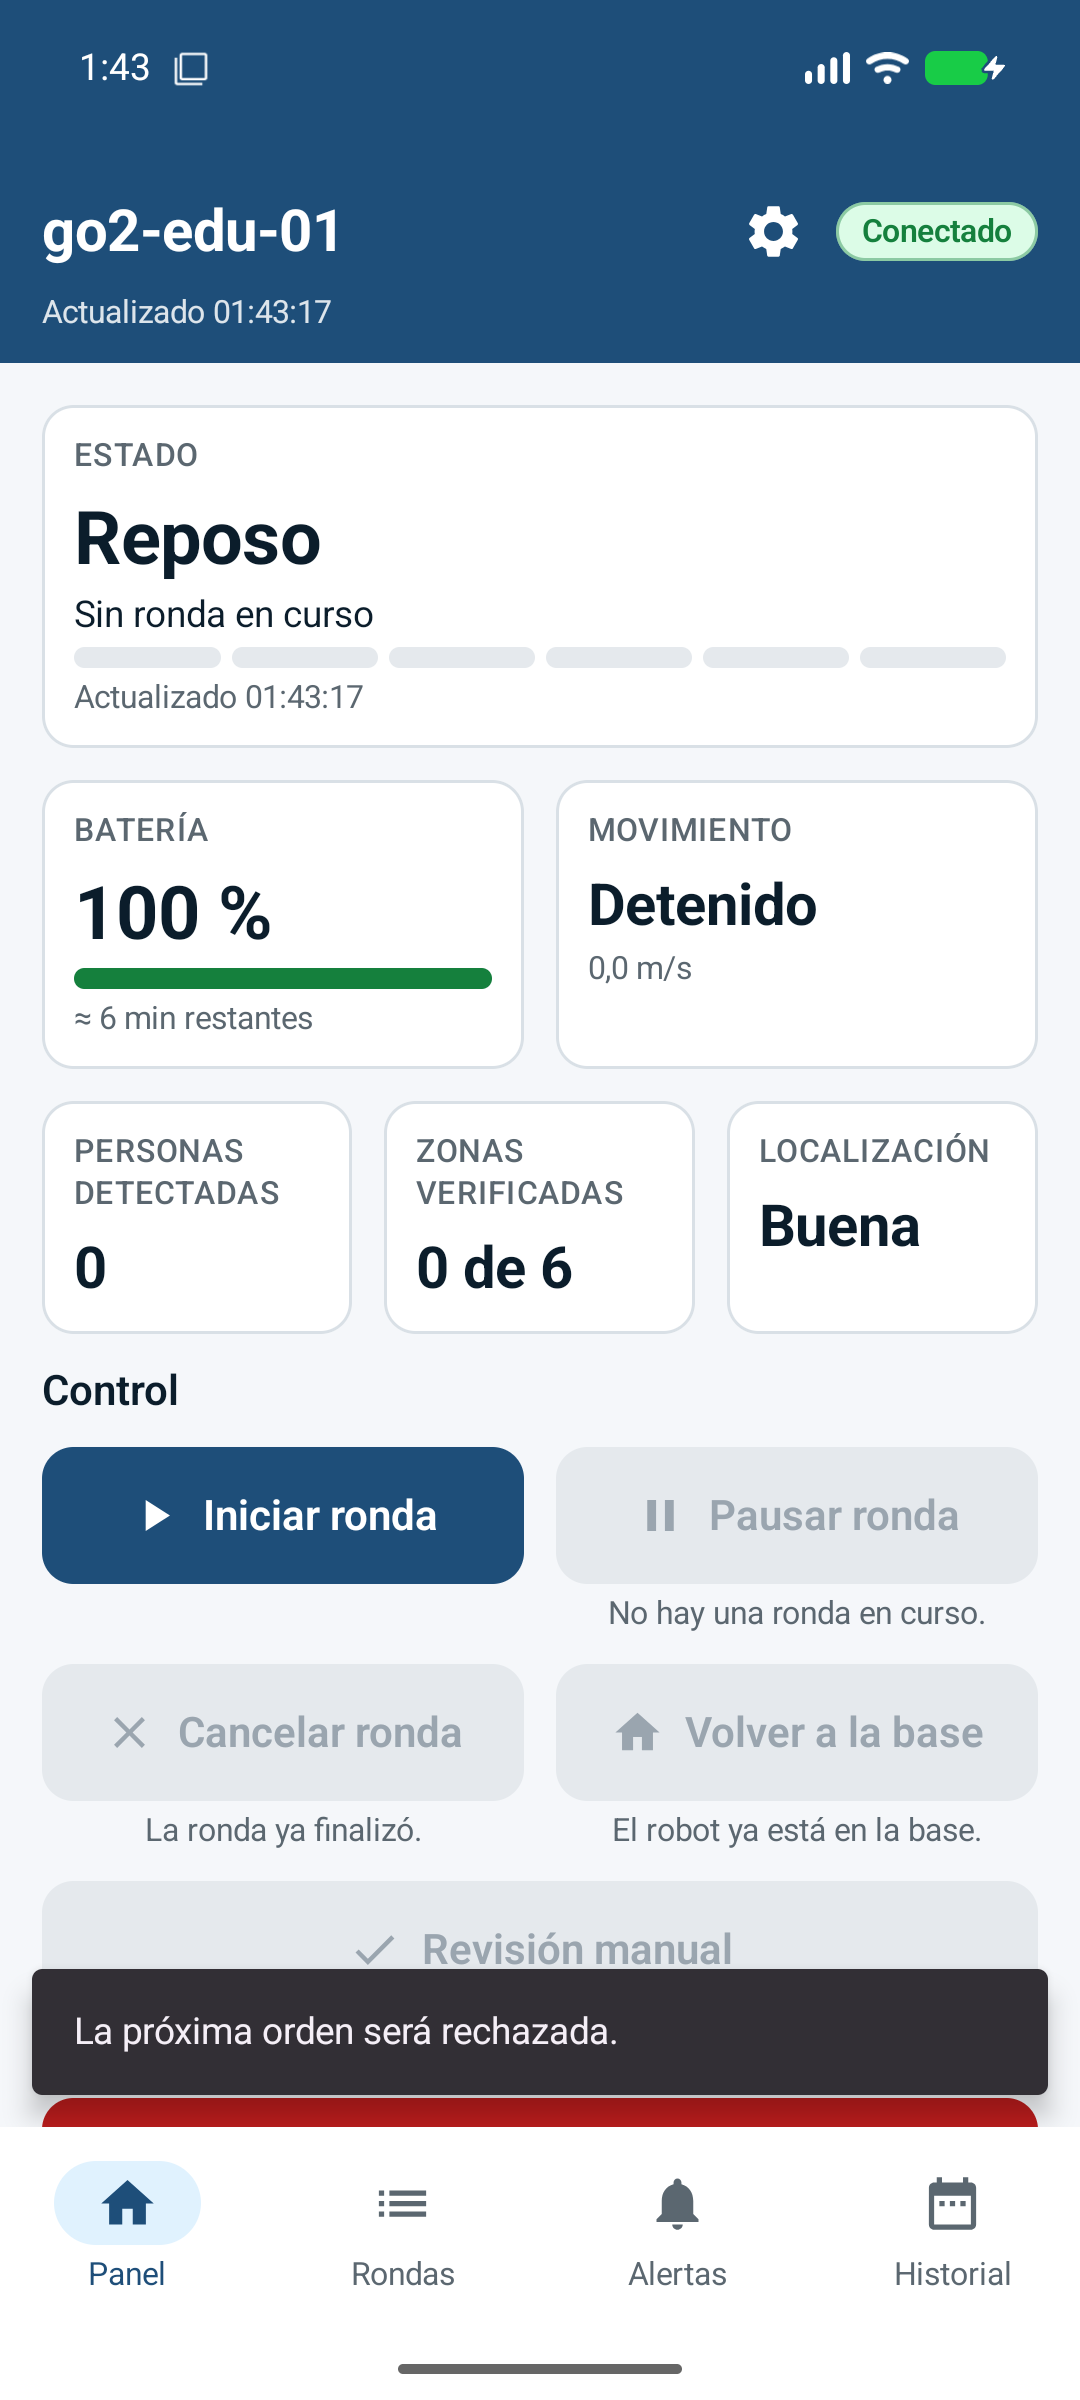 1:43
go2-edu-01
Conectado
Actualizado 01:43:17
ESTADO
Reposo
Sin ronda en curso
Actualizado 01:43:17
BATERÍA
100 %
≈ 6 min restantes
MOVIMIENTO
Detenido
0,0 m/s
PERSONAS
DETECTADAS
0
ZONAS
VERIFICADAS
0 de 6
LOCALIZACIÓN
Buena
Control
Iniciar ronda
Pausar ronda
No hay una ronda en curso.
Cancelar ronda
La ronda ya finalizó.
Volver a la base
El robot ya está en la base.
Revisión manual
La próxima orden será rechazada.
Panel
Rondas
Alertas
Historial